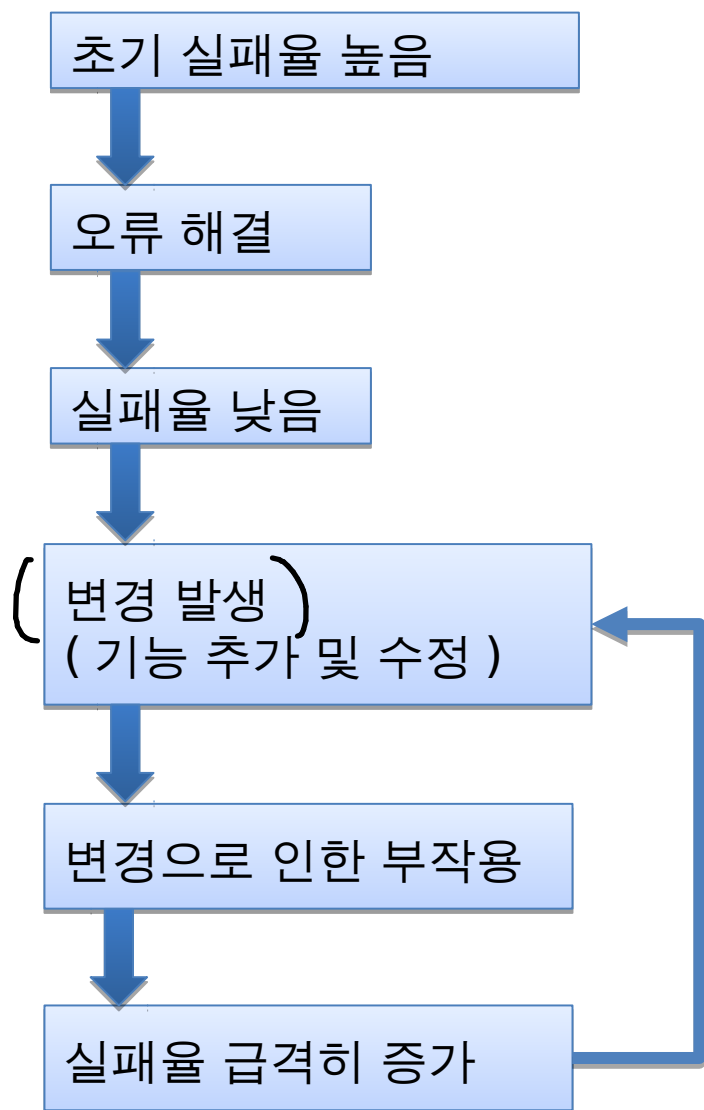 초기 실패율 높음
오류 해결
실패율 낮음
변경 발생
( 기능 추가 및 수정 )
변경으로 인한 부작용
실패율 급격히 증가